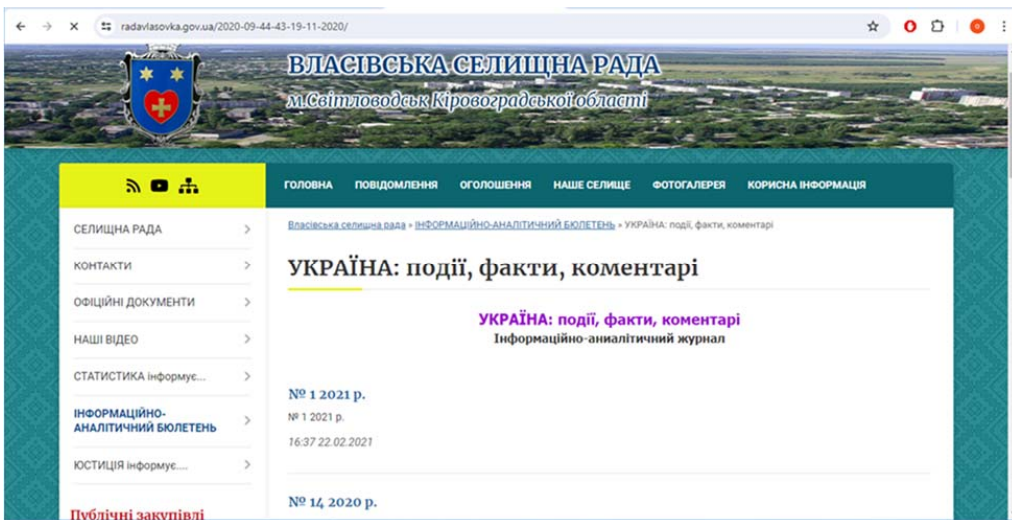 radavlasovka.gov.ua/2020-09-44-43-19-11-2020/
ВЛАСІВСЬКА СЕЛИЩНА РАДА
м.Світловодськ Кіровоградської області
ГОЛОВНА ПОВІДОМЛЕННЯ ОГОЛОШЕННЯ НАШЕ СЕЛИЩЕ ФОТОГАЛЕРЕЯ КОРИСНА ІНФОРМАЦІЯ
СЕЛИЩНА РАДА
КОНТАКТИ
ОФІЦІЙНІ ДОКУМЕНТИ
НАШІ ВІДЕО
СТАТИСТИКА інформує...
ІНФОРМАЦІЙНО-
АНАЛІТИЧНИЙ БЮЛЕТЕНЬ
ЮСТИЦІЯ інформує....
Публічні закупівлі
Власівська селищна рада » ІНФОРМАЦІЙНО-АНАЛІТИЧНИЙ БЮЛЕТЕНЬ » УКРАЇНА: події, факти, коментарі
УКРАЇНА: події, факти, коментарі
УКРАЇНА: події, факти, коментарі
Інформаційно-аниалітичний журнал
№ 1 2021 р.
№ 1 2021 р.
16:37 22.02.2021
№ 14 2020 р.